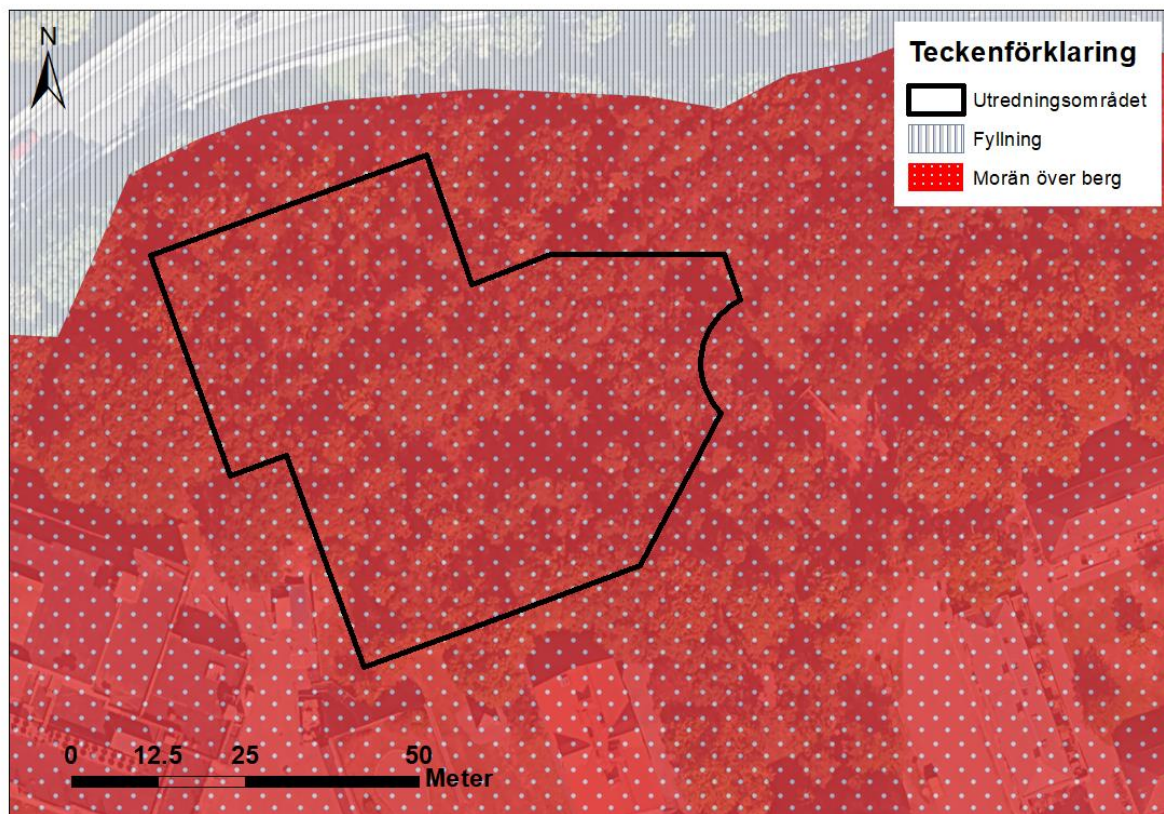 N
Teckenförklaring
Utredningsområdet
Fyllning
Morän över berg
0 12.5 25 50
Meter